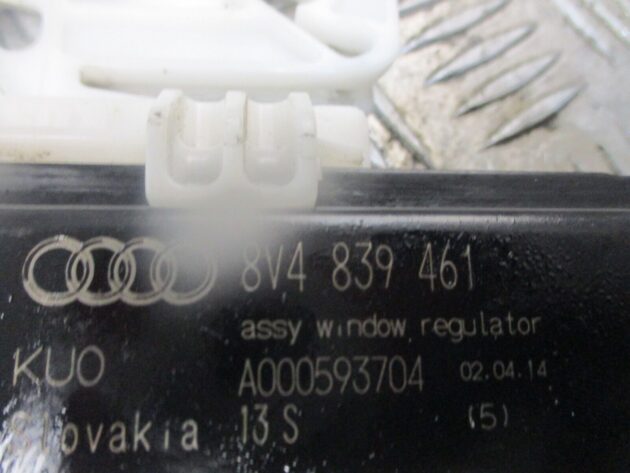 8V4 839 461
assy window regulator
KUO A000593704 02.04.14
Slovakia 13 S (5)